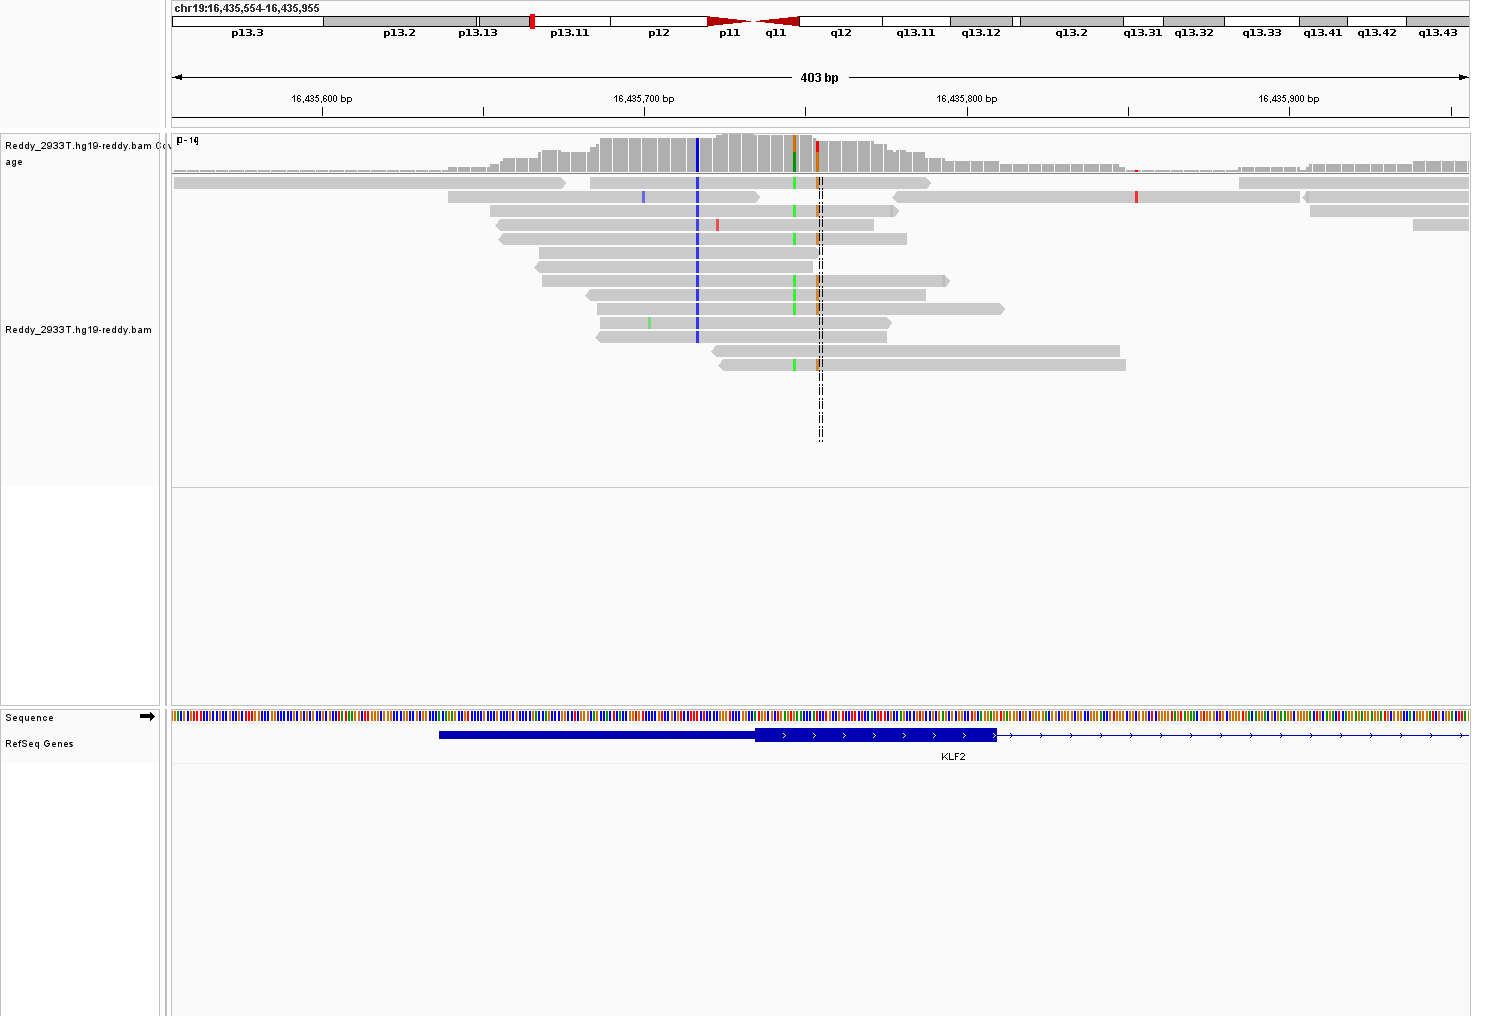 chr19:16,435,554-16,435,955
p13.3 p13.2 p13.13 p13.11 p12 p11 q11 q12 q13.11 q13.12 q13.2 q13.31 q13.32 q13.33 q13.41 q13.42 q13.43
403 bp
16,435,600 bp 16,435,700 bp 16,435,800 bp 16,435,900 bp
Reddy_2933T.hg19-reddy.bam Cov
age
[0 - 14]
Reddy_2933T.hg19-reddy.bam
Sequence
RefSeq Genes
KLF2